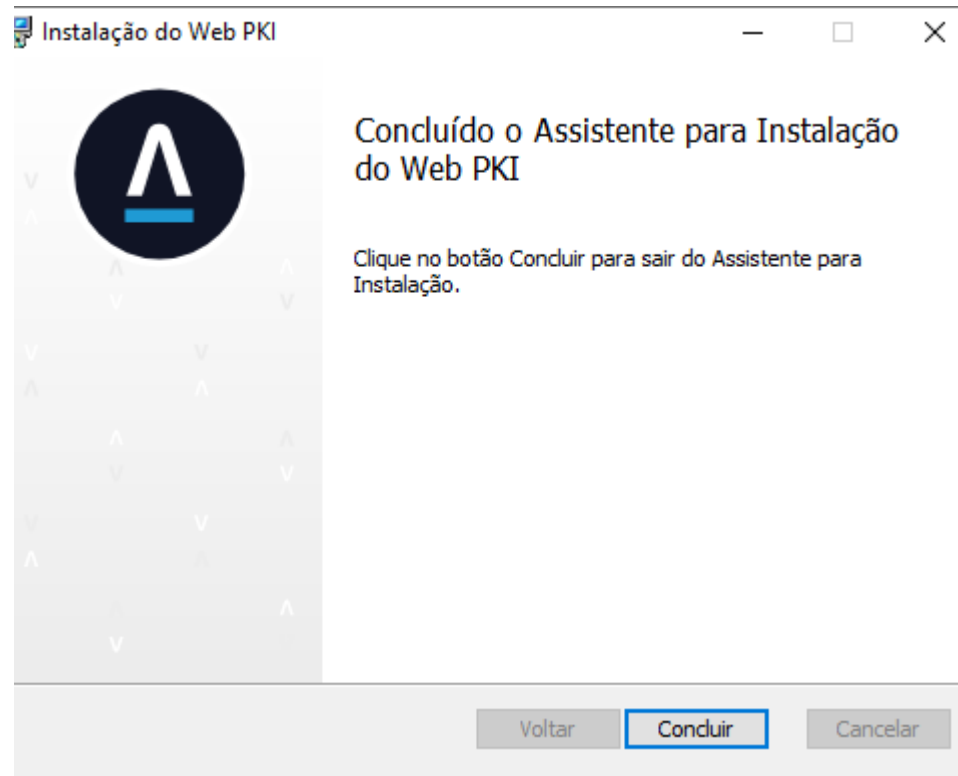 Instalação do Web PKI
Concluído o Assistente para Instalação
do Web PKI
Clique no botão Concluir para sair do Assistente para
Instalação.
Voltar
Concluir
Cancelar